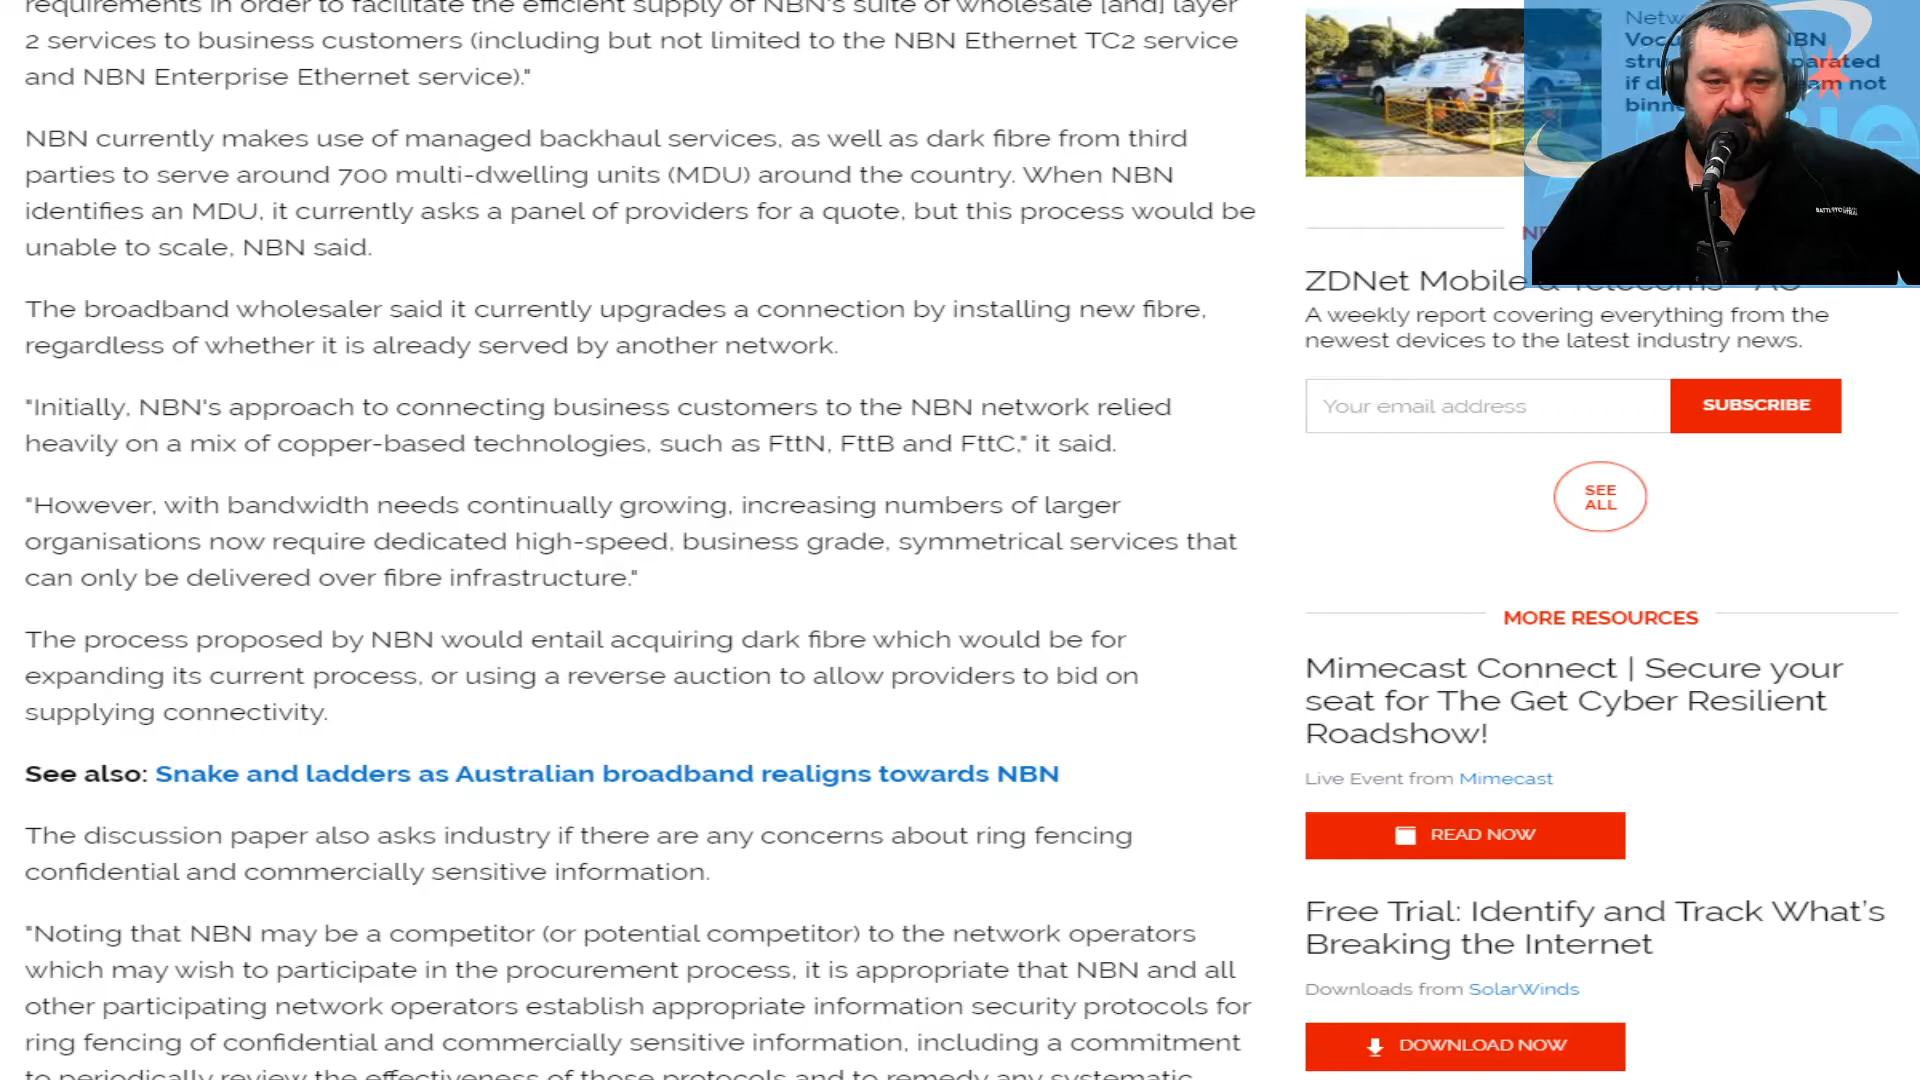 requirements in order to facilitate the efficient supply of NBN's suite of wholesale [and] layer
2 services to business customers (including but not limited to the NBN Ethernet TC2 service
and NBN Enterprise Ethernet service)."
NBN currently makes use of managed backhaul services, as well as dark fibre from third
parties to serve around 700 multi-dwelling units (MDU) around the country. When NBN
identifies an MDU, it currently asks a panel of providers for a quote, but this process would be
unable to scale, NBN said.
The broadband wholesaler said it currently upgrades a connection by installing new fibre,
regardless of whether it is already served by another network.
"Initially, NBN's approach to connecting business customers to the NBN network relied
heavily on a mix of copper-based technologies, such as FttN, FttB and FttC," it said.
"However, with bandwidth needs continually growing, increasing numbers of larger
organisations now require dedicated high-speed, business grade, symmetrical services that
can only be delivered over fibre infrastructure."
The process proposed by NBN would entail acquiring dark fibre which would be for
expanding its current process, or using a reverse auction to allow providers to bid on
supplying connectivity.
See also: Snake and ladders as Australian broadband realigns towards NBN
The discussion paper also asks industry if there are any concerns about ring fencing
confidential and commercially sensitive information.
"Noting that NBN may be a competitor (or potential competitor) to the network operators
which may wish to participate in the procurement process, it is appropriate that NBN and all
other participating network operators establish appropriate information security protocols for
ring fencing of confidential and commercially sensitive information, including a commitment
to periodically review the effectiveness of those protocols and to remedy any systematic
NBN
if not
ZDNet Mobile & Telecoms - AU
A weekly report covering everything from the
newest devices to the latest industry news.
Your email address
SUBSCRIBE
SEE
ALL
MORE RESOURCES
Mimecast Connect | Secure your
seat for The Get Cyber Resilient
Roadshow!
Live Event from Mimecast
READ NOW
Free Trial: Identify and Track What's
Breaking the Internet
Downloads from SolarWinds
DOWNLOAD NOW